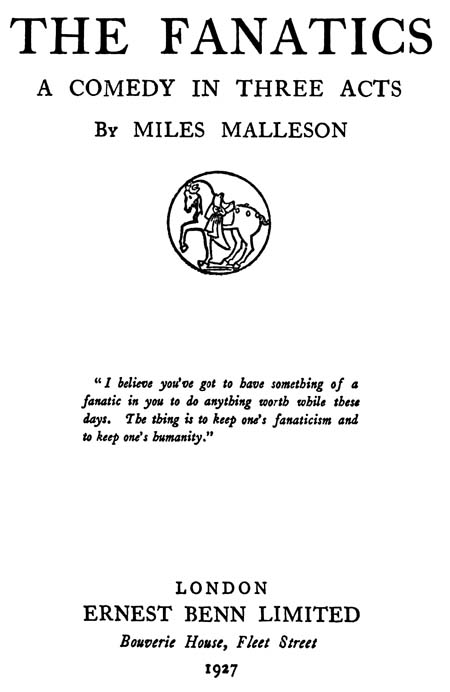 THE FANATICS
A COMEDY IN THREE ACTS
By MILES MALLESON
“I believe you've got to have something of a
fanatic in you to do anything worth while these
days. The thing is to keep one's fanaticism and
to keep one's humanity.”
LONDON
ERNEST BENN LIMITED
Bouverie House, Fleet Street
1927